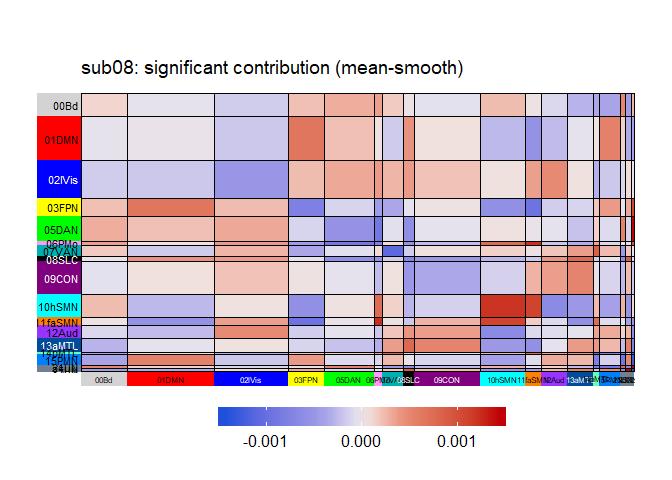 sub08: significant contribution (mean-smooth)
00Bd
01DMN
02lVis
03FPN
05DAN
06PMo
07VAN
08SLC
09CON
10hSMN
11faSMN
12Aud
13aMTL
15PMN
00Bd 01DMN 02lVis 03FPN 05DAN 08SLC 09CON 10hSMN 12Aud 13aMTL
-0.001 0.000 0.001